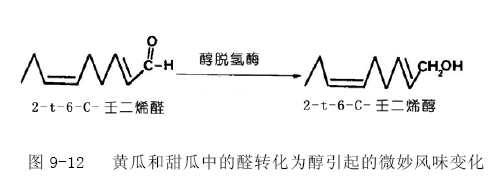 O
C-H
醇脱氢酶
CH₂OH
2-t-6-C-壬二烯醛
2-t-6-C-壬二烯醇
图 9-12 黄瓜和甜瓜中的醛转化为醇引起的微妙风味变化